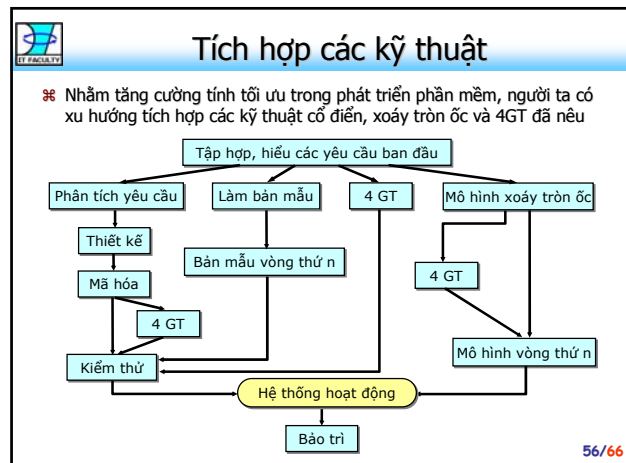 IT FACULTY
Tích hợp các kỹ thuật
⌘ Nhằm tăng cường tính tối ưu trong phát triển phần mềm, người ta có
xu hướng tích hợp các kỹ thuật cổ điển, xoáy tròn ốc và 4GT đã nêu
Tập hợp, hiểu các yêu cầu ban đầu
Phân tích yêu cầu
Làm bản mẫu
4 GT
Mô hình xoáy tròn ốc
Thiết kế
Bản mẫu vòng thứ n
4 GT
Mã hóa
4 GT
Mô hình vòng thứ n
Kiểm thử
Hệ thống hoạt động
Bảo trì
56/66